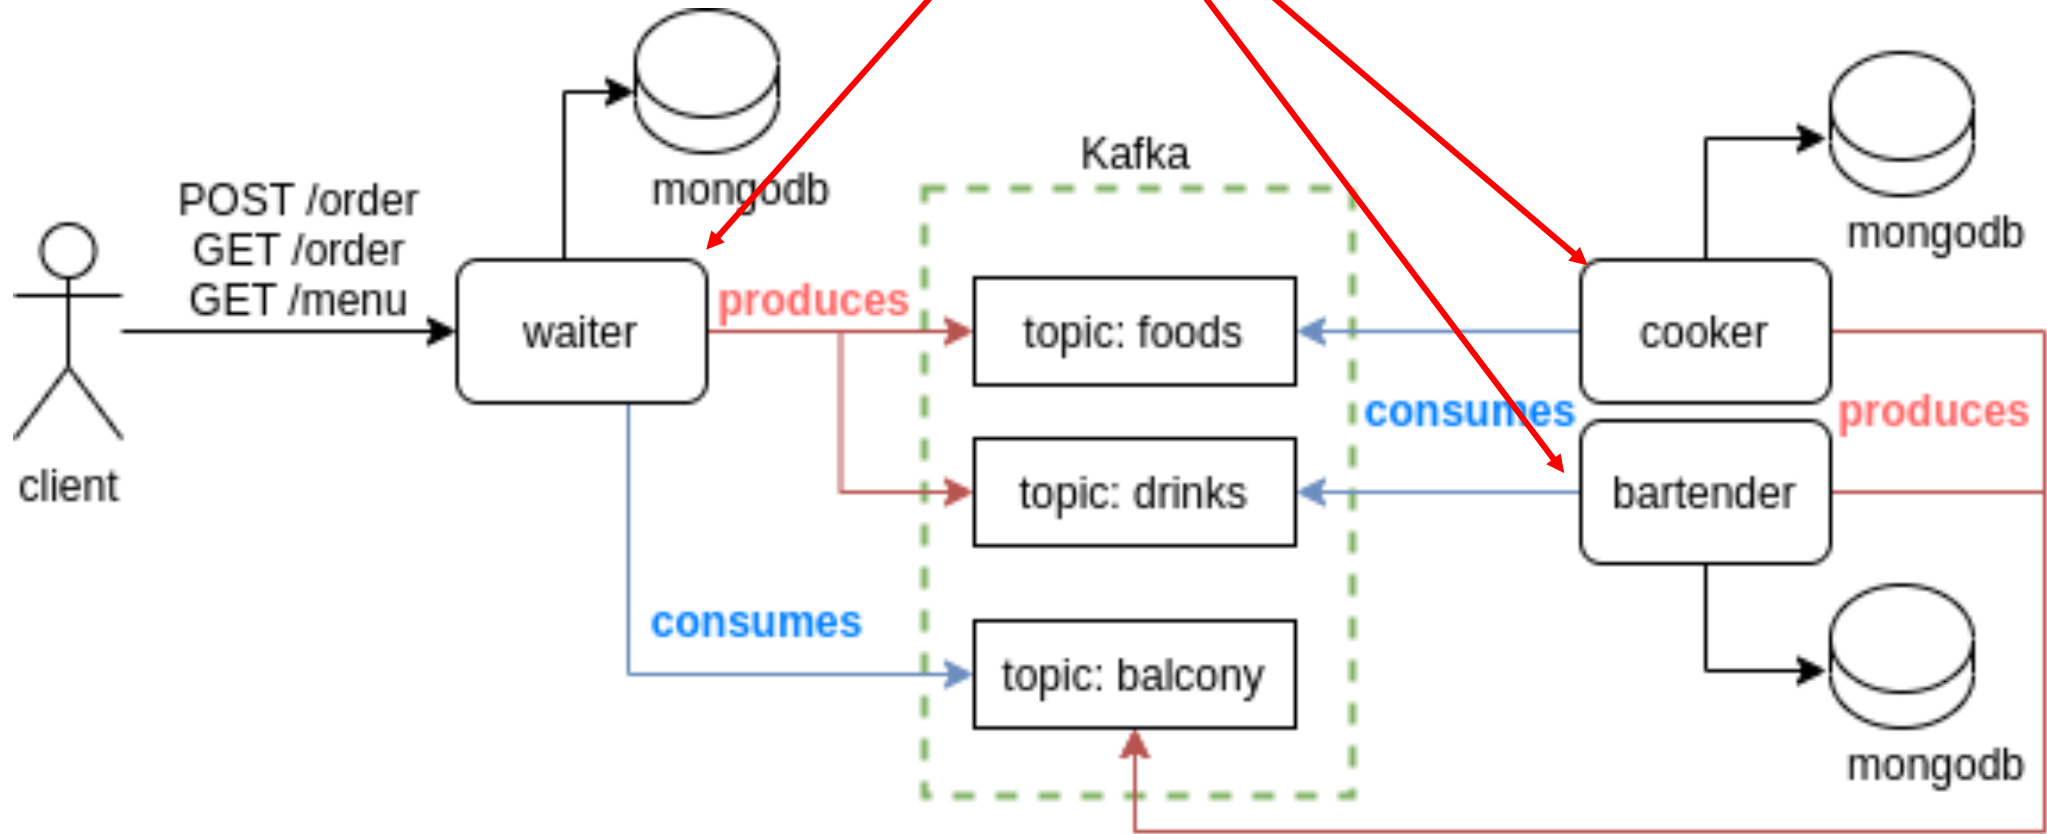 Kafka
mongodb
POST /order
GET /order
GET /menu
mongodb
waiter
produces
topic: foods
cooker
consumes
produces
client
topic: drinks
bartender
consumes
topic: balcony
mongodb